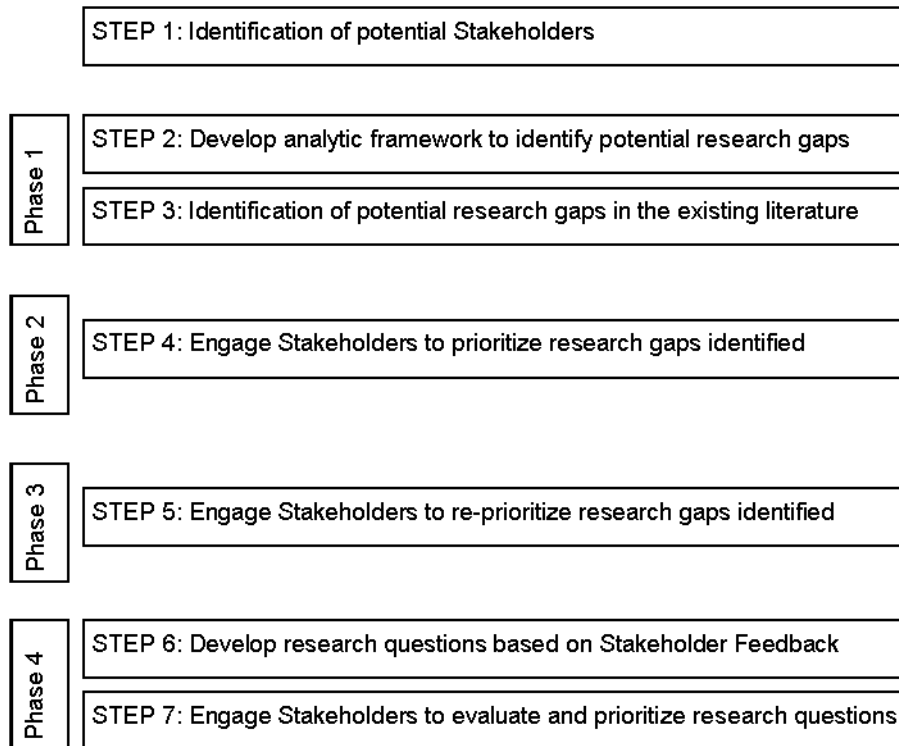 STEP 1: Identification of potential Stakeholders
Phase 1
STEP 2: Develop analytic framework to identify potential research gaps
STEP 3: Identification of potential research gaps in the existing literature
Phase 2
STEP 4: Engage Stakeholders to prioritize research gaps identified
Phase 3
STEP 5: Engage Stakeholders to re-prioritize research gaps identified
Phase 4
STEP 6: Develop research questions based on Stakeholder Feedback
STEP 7: Engage Stakeholders to evaluate and prioritize research questions